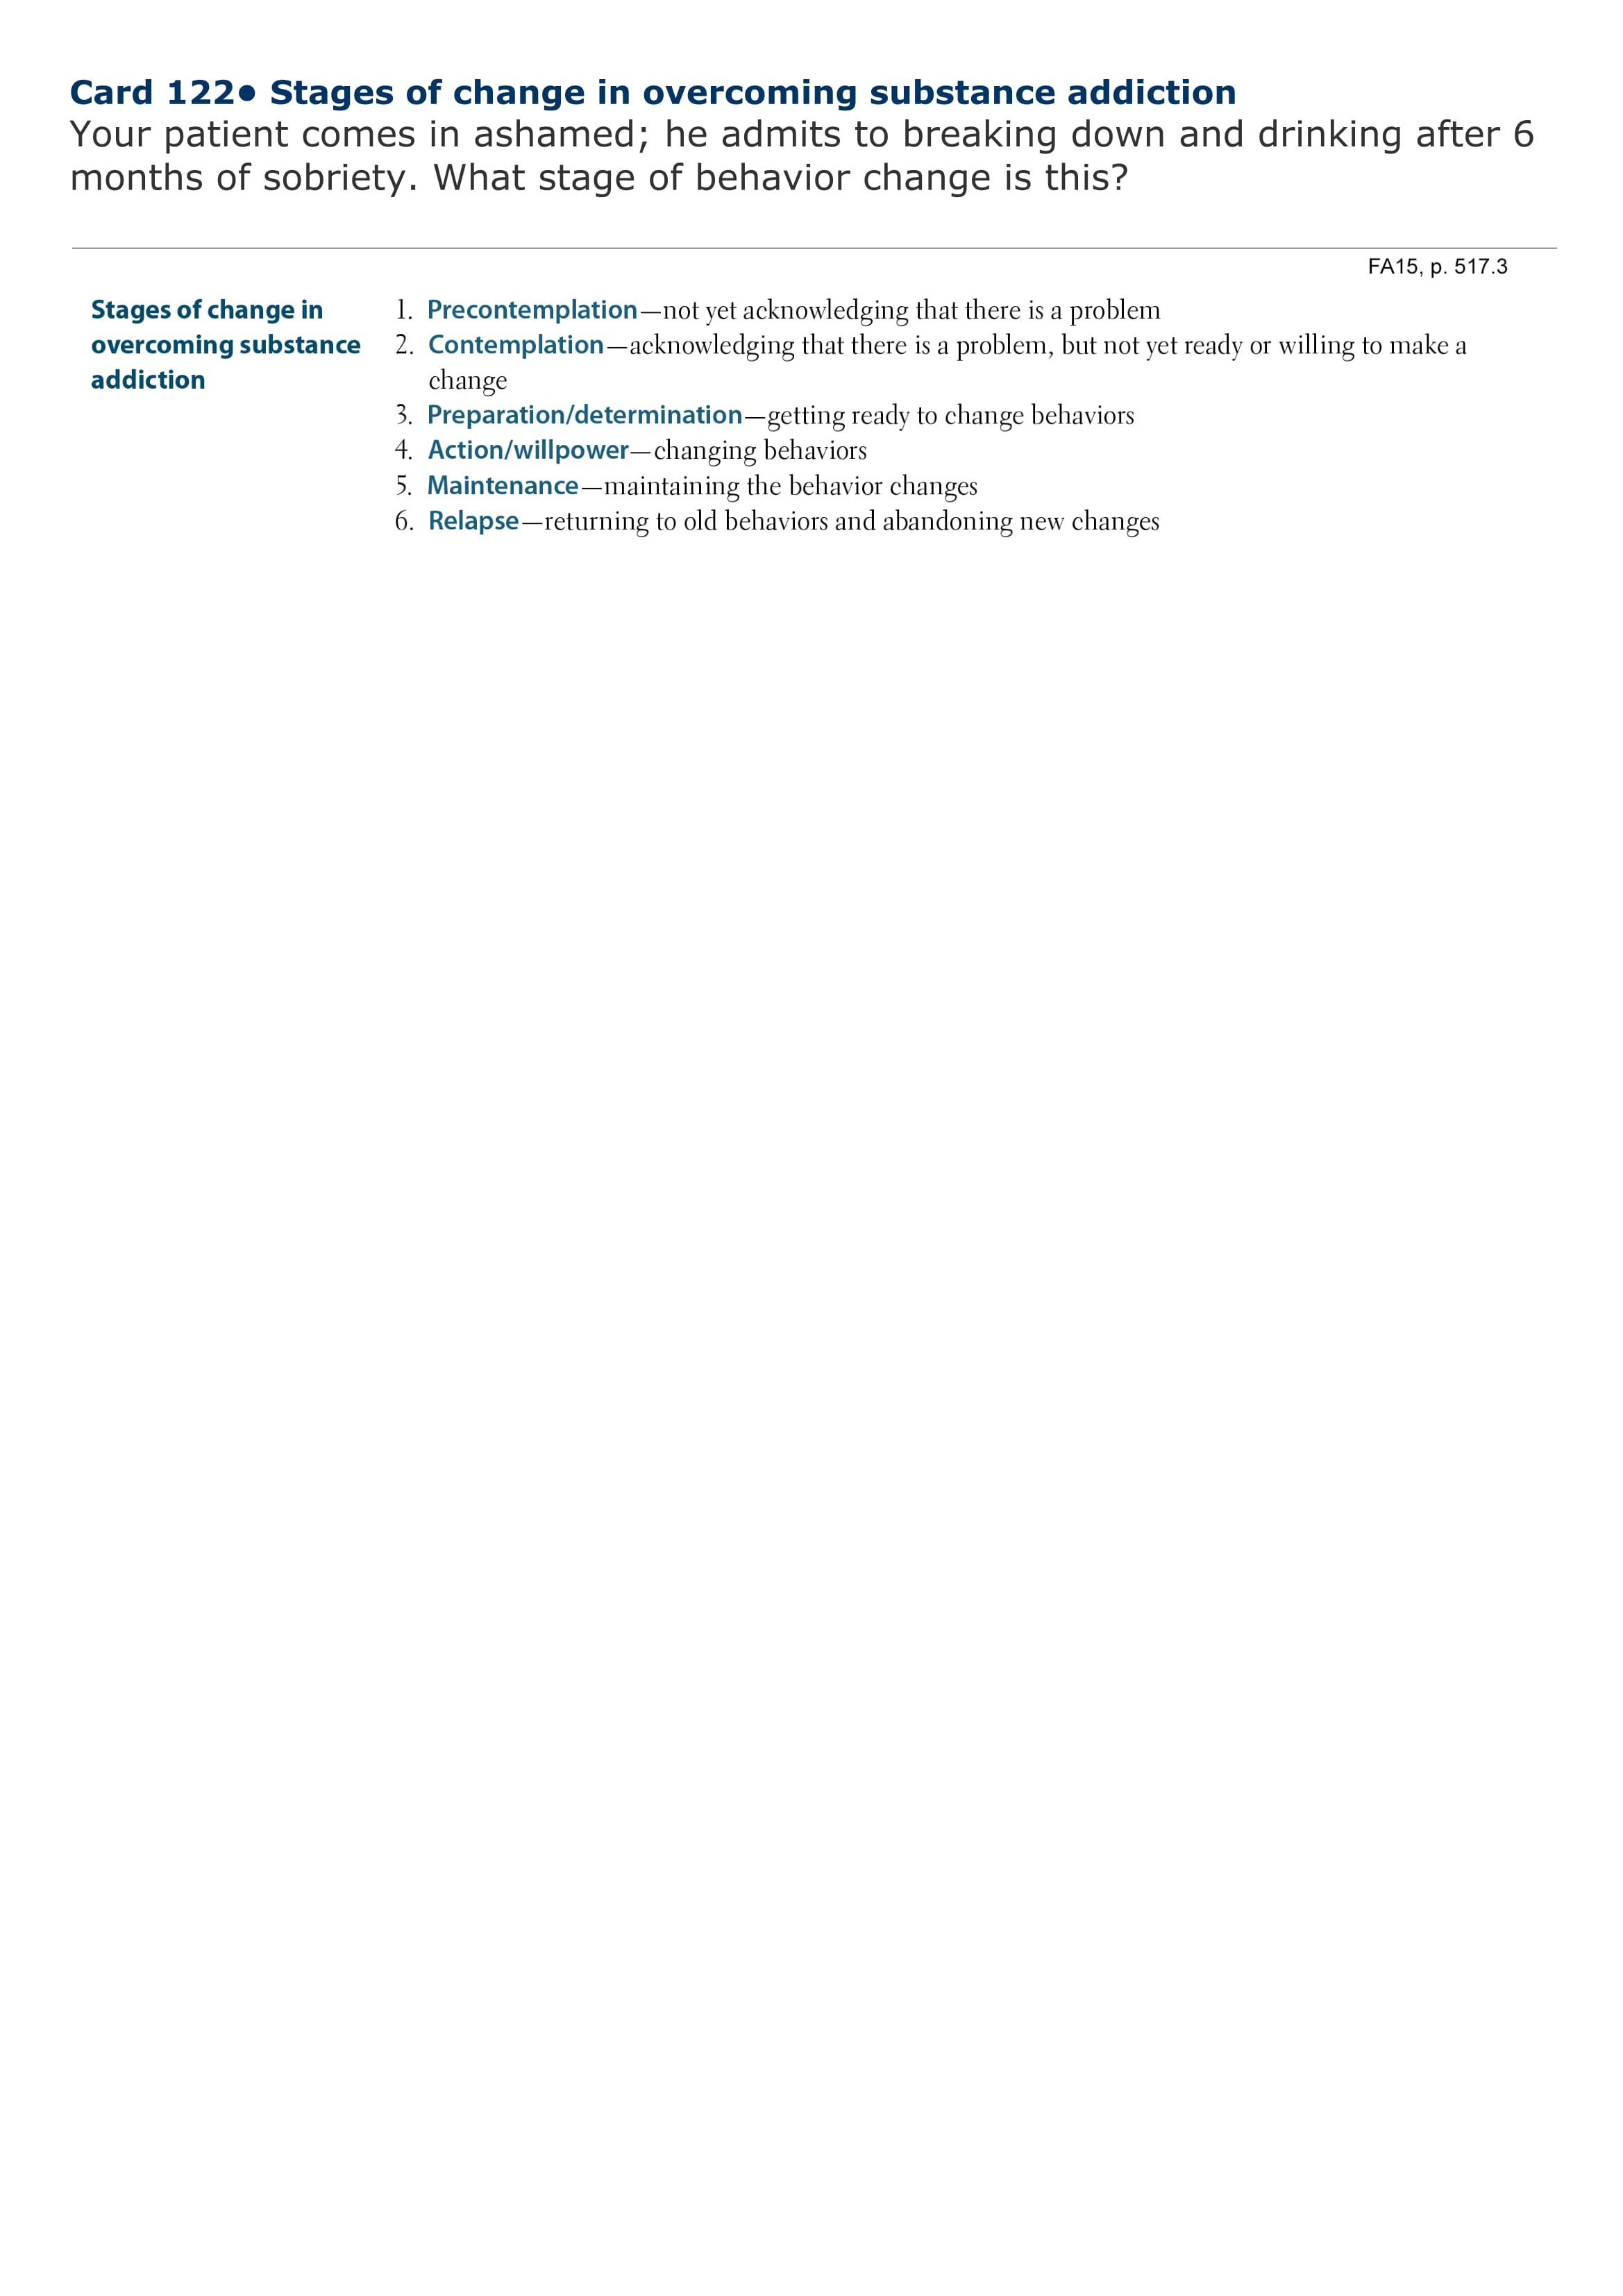 Card 122• Stages of change in overcoming substance addiction
Your patient comes in ashamed; he admits to breaking down and drinking after 6
months of sobriety. What stage of behavior change is this?
FA15, p. 517.3
Stages of change in
overcoming substance
addiction
1. Precontemplation—not yet acknowledging that there is a problem
2. Contemplation—acknowledging that there is a problem, but not yet ready or willing to make a
change
3. Preparation/determination—getting ready to change behaviors
4. Action/willpower—changing behaviors
5. Maintenance—maintaining the behavior changes
6. Relapse—returning to old behaviors and abandoning new changes